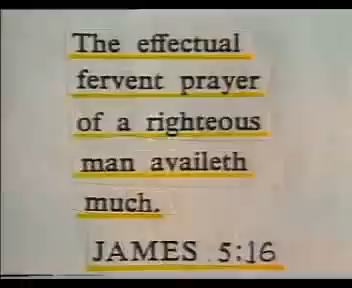 The effectual
fervent prayer
of a righteous
man availeth
much.
JAMES 5:16